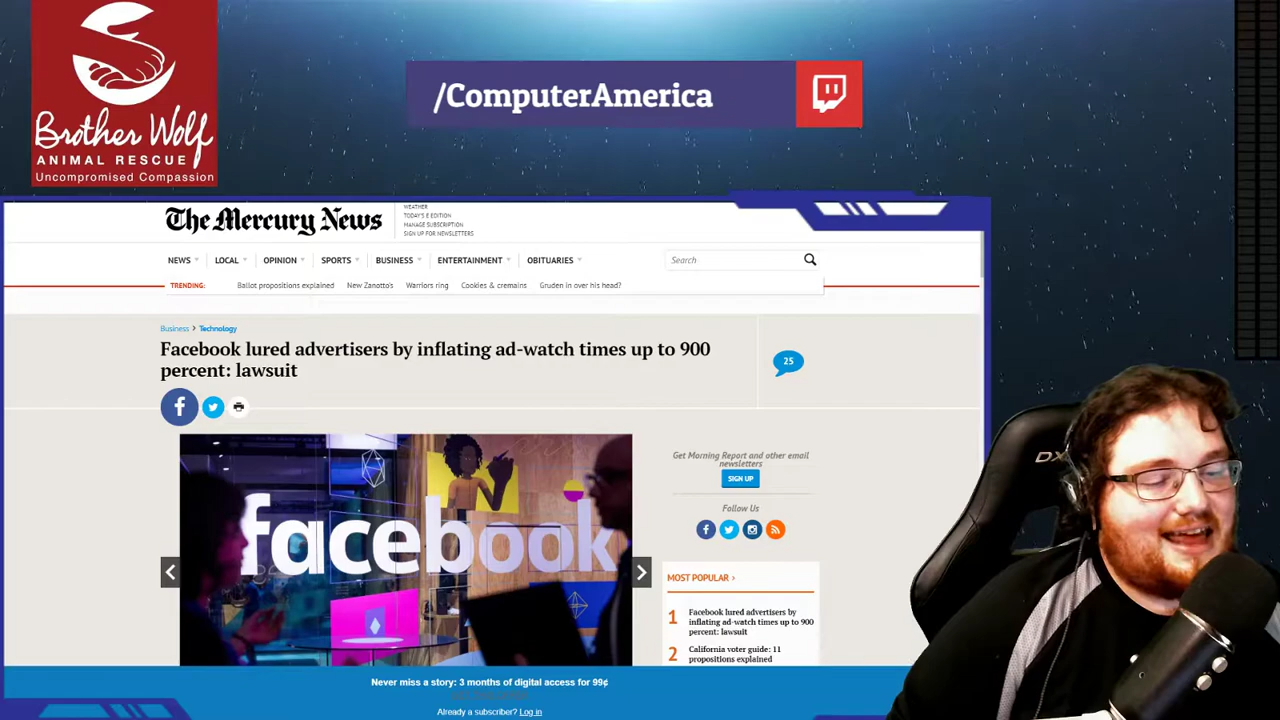 Brother Wolf
ANIMAL RESCUE
Uncompromised Compassion
/ComputerAmerica
The Mercury News
WEATHER
TODAY'S E EDITION
MANAGE SUBSCRIPTION
SIGN UP FOR NEWSLETTERS
NEWS
LOCAL
OPINION
SPORTS
BUSINESS
ENTERTAINMENT
OBITUARIES
Search
TRENDING:
Ballot propositions explained
New Zanotto's
Warriors ring
Cookies & cremains
Gruden in over his head?
Business > Technology
Facebook lured advertisers by inflating ad-watch times up to 900
percent: lawsuit
25
facebook
Get Morning Report and other email
newsletters
SIGN UP
Follow Us
MOST POPULAR >
1 Facebook lured advertisers by
inflating ad-watch times up to 900
percent: lawsuit
2 California voter guide: 11
propositions explained
Never miss a story: 3 months of digital access for 99¢
Already a subscriber? Log in
DX